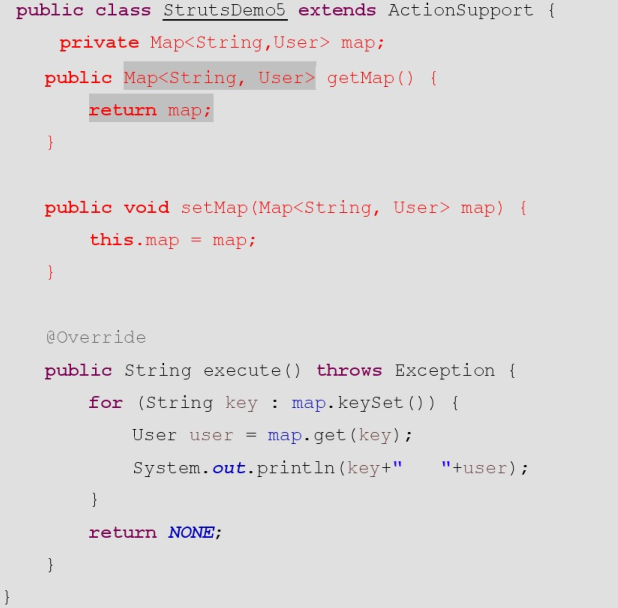 public class StrutsDemo5 extends ActionSupport {
private Map<String,User> map;
public Map<String, User> getMap() {
return map;
}
public void setMap(Map<String, User> map) {
this.map = map;
}
@Override
public String execute() throws Exception {
for (String key : map.keySet()) {
User user = map.get(key);
System.out.println(key+"   "+user);
}
return NONE;
}
}